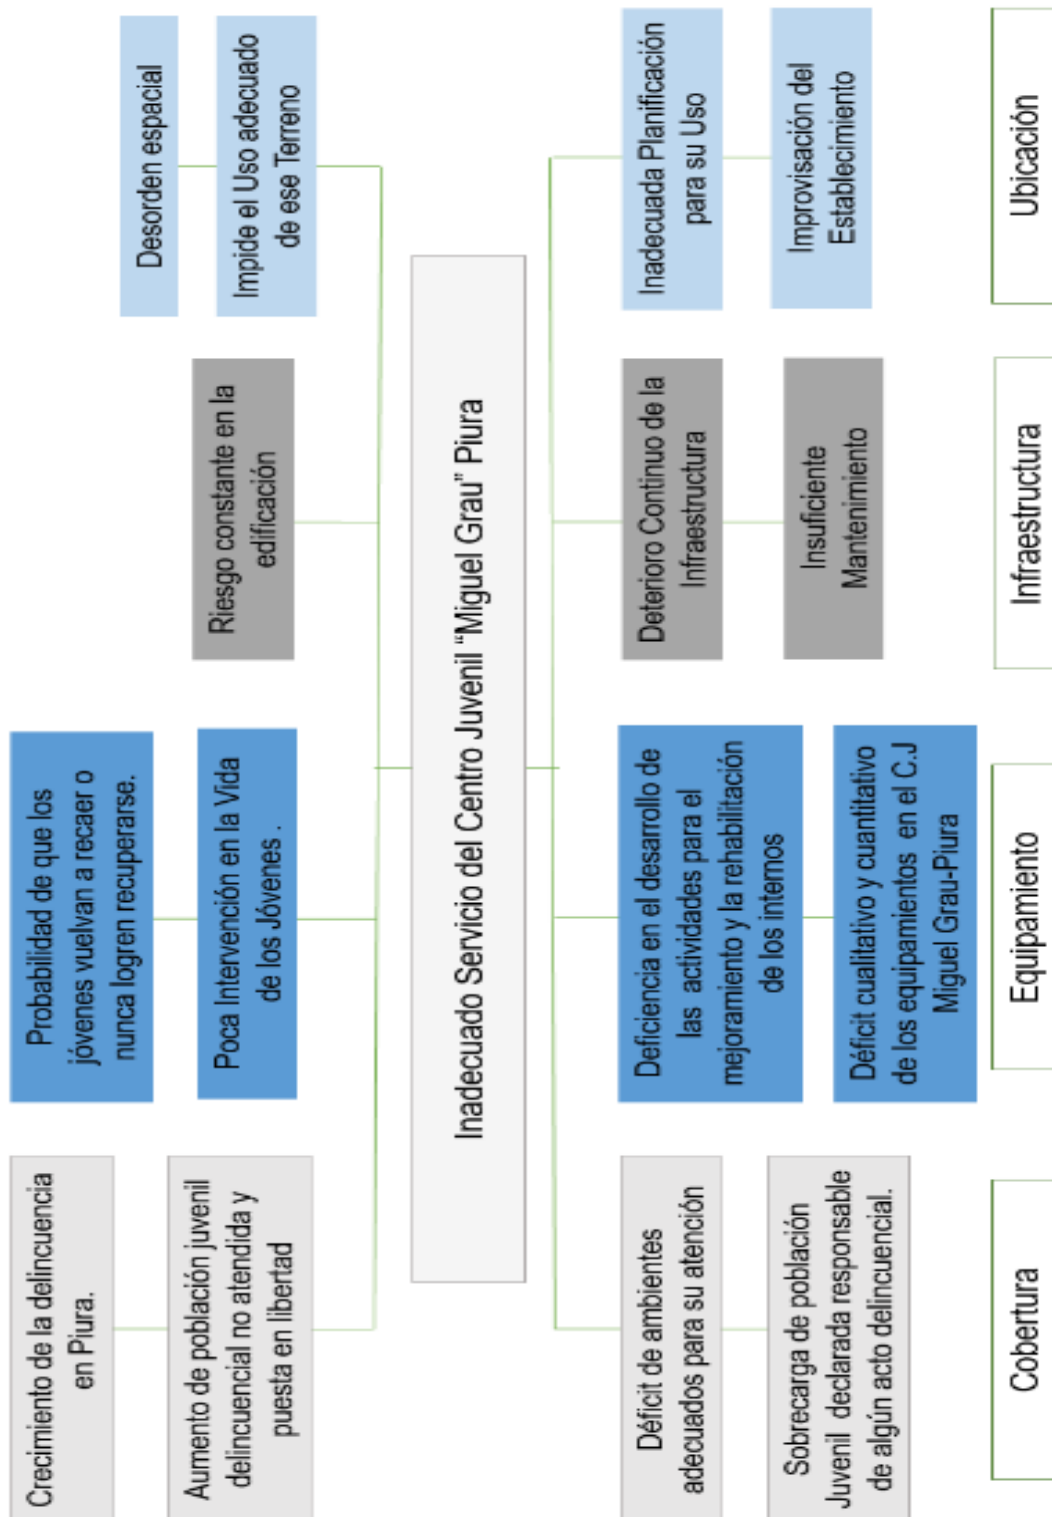 Crecimiento de la delincuencia
en Piura.
Probabilidad de que los
jóvenes vuelvan a recaer o
nunca logren recuperarse.
Desorden espacial
Aumento de población juvenil
delincuencial no atendida y
puesta en libertad
Poca Intervención en la Vida
de los Jóvenes .
Riesgo constante en la
edificación
Impide el Uso adecuado
de ese Terreno
Inadecuado Servicio del Centro Juvenil “Miguel Grau” Piura
Déficit de ambientes
adecuados para su atención
Deficiencia en el desarrollo de
las actividades para el
mejoramiento y la rehabilitación
de los internos
Deterioro Continuo de la
Infraestructura
Inadecuada Planificación
para su Uso
Sobrecarga de población
Juvenil declarada responsable
de algún acto delincuencial.
Déficit cualitativo y cuantitativo
de los equipamientos en el C.J
Miguel Grau-Piura
Insuficiente
Mantenimiento
Improvisación del
Establecimiento
Cobertura
Equipamiento
Infraestructura
Ubicación